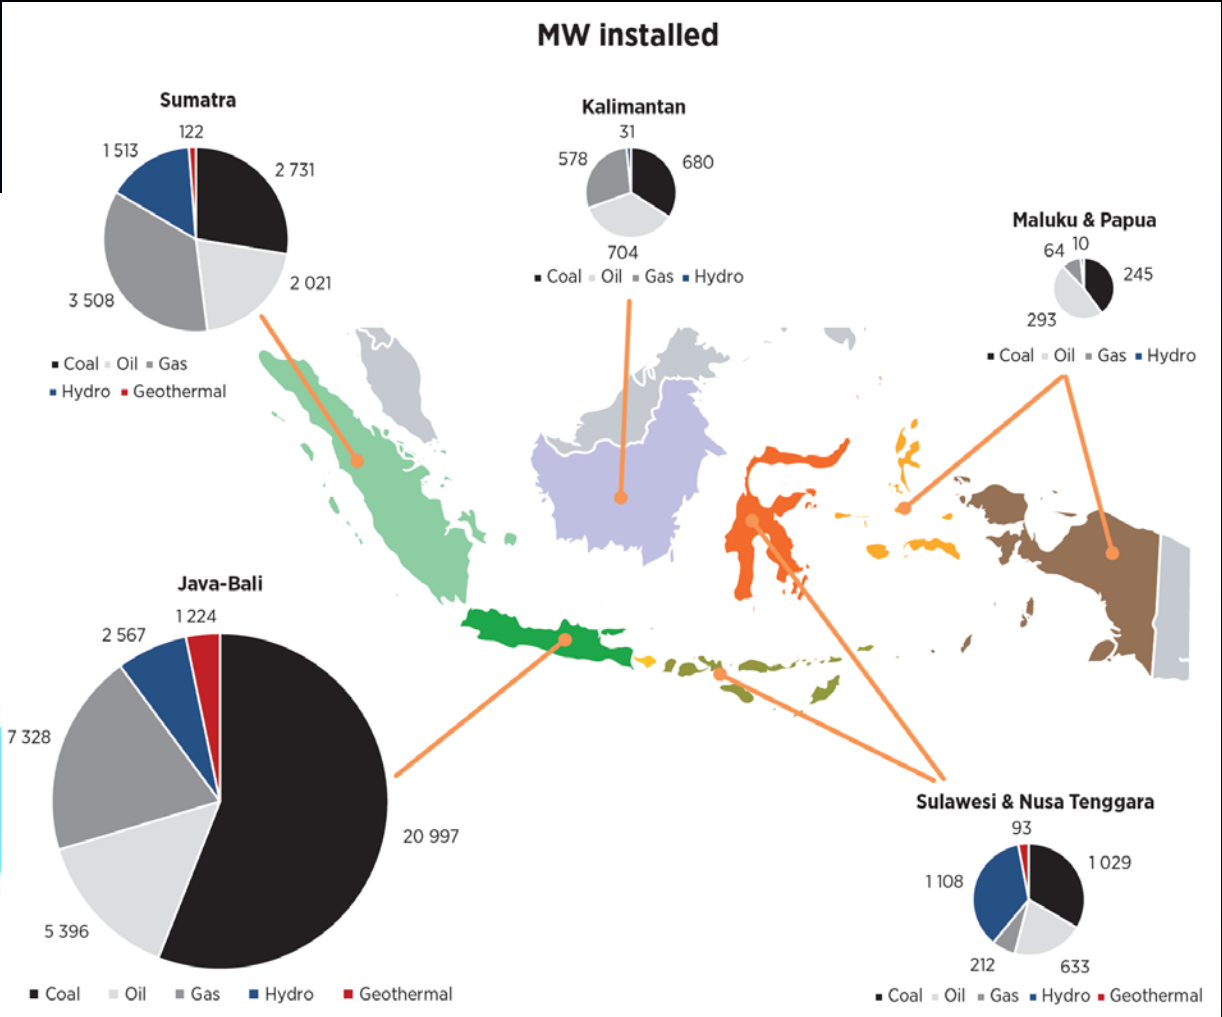 MW installed
Sumatra
122
1 513
2 731
2 021
3 508
Coal Oil Gas
Hydro Geothermal
Kalimantan
31
578
680
704
Coal Oil Gas Hydro
Maluku & Papua
64 10
245
293
Coal Oil Gas Hydro
Java-Bali
1 224
2 567
7 328
20 997
5 396
Coal Oil Gas Hydro Geothermal
Sulawesi & Nusa Tenggara
93
1 108
1 029
212
633
Coal Oil Gas Hydro Geothermal